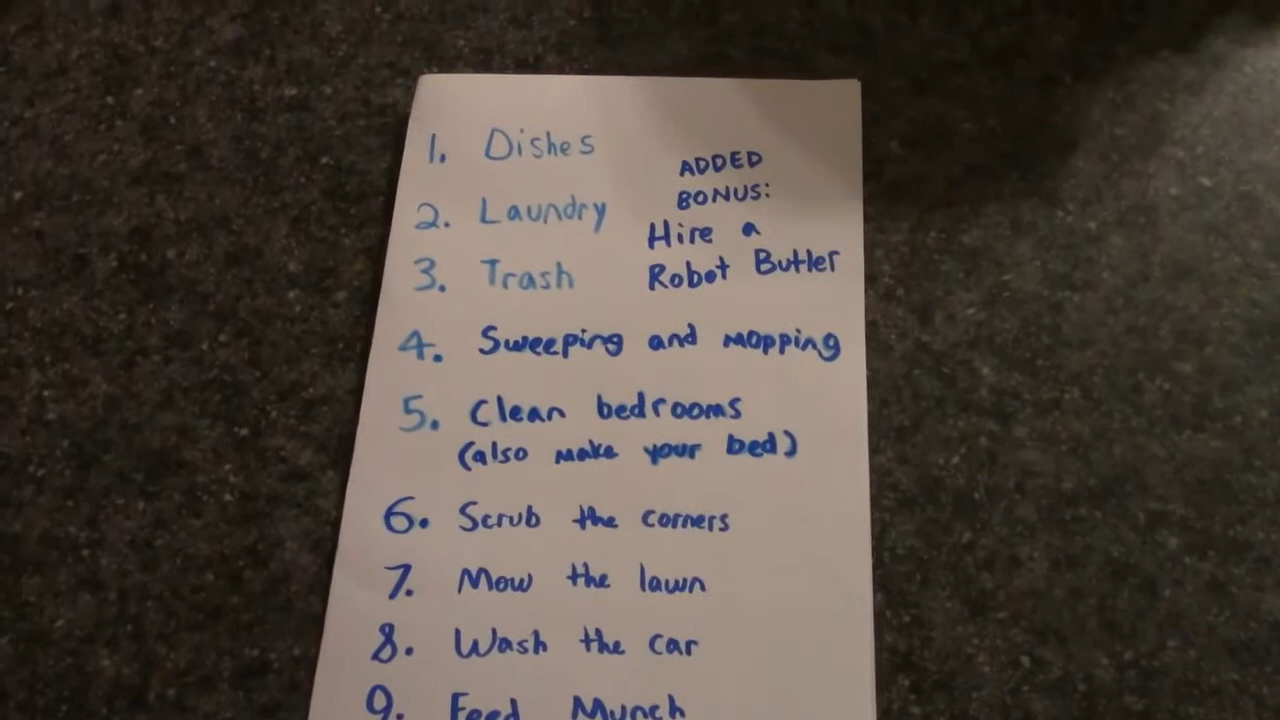 1. Dishes
2. Laundry
3. Trash
ADDED
BONUS:
Hire a
Robot Butler
4. Sweeping and mopping
5. Clean bedrooms
(also make your bed)
6. Scrub the corners
7. Mow the lawn
8. Wash the car
9. Feed Munch